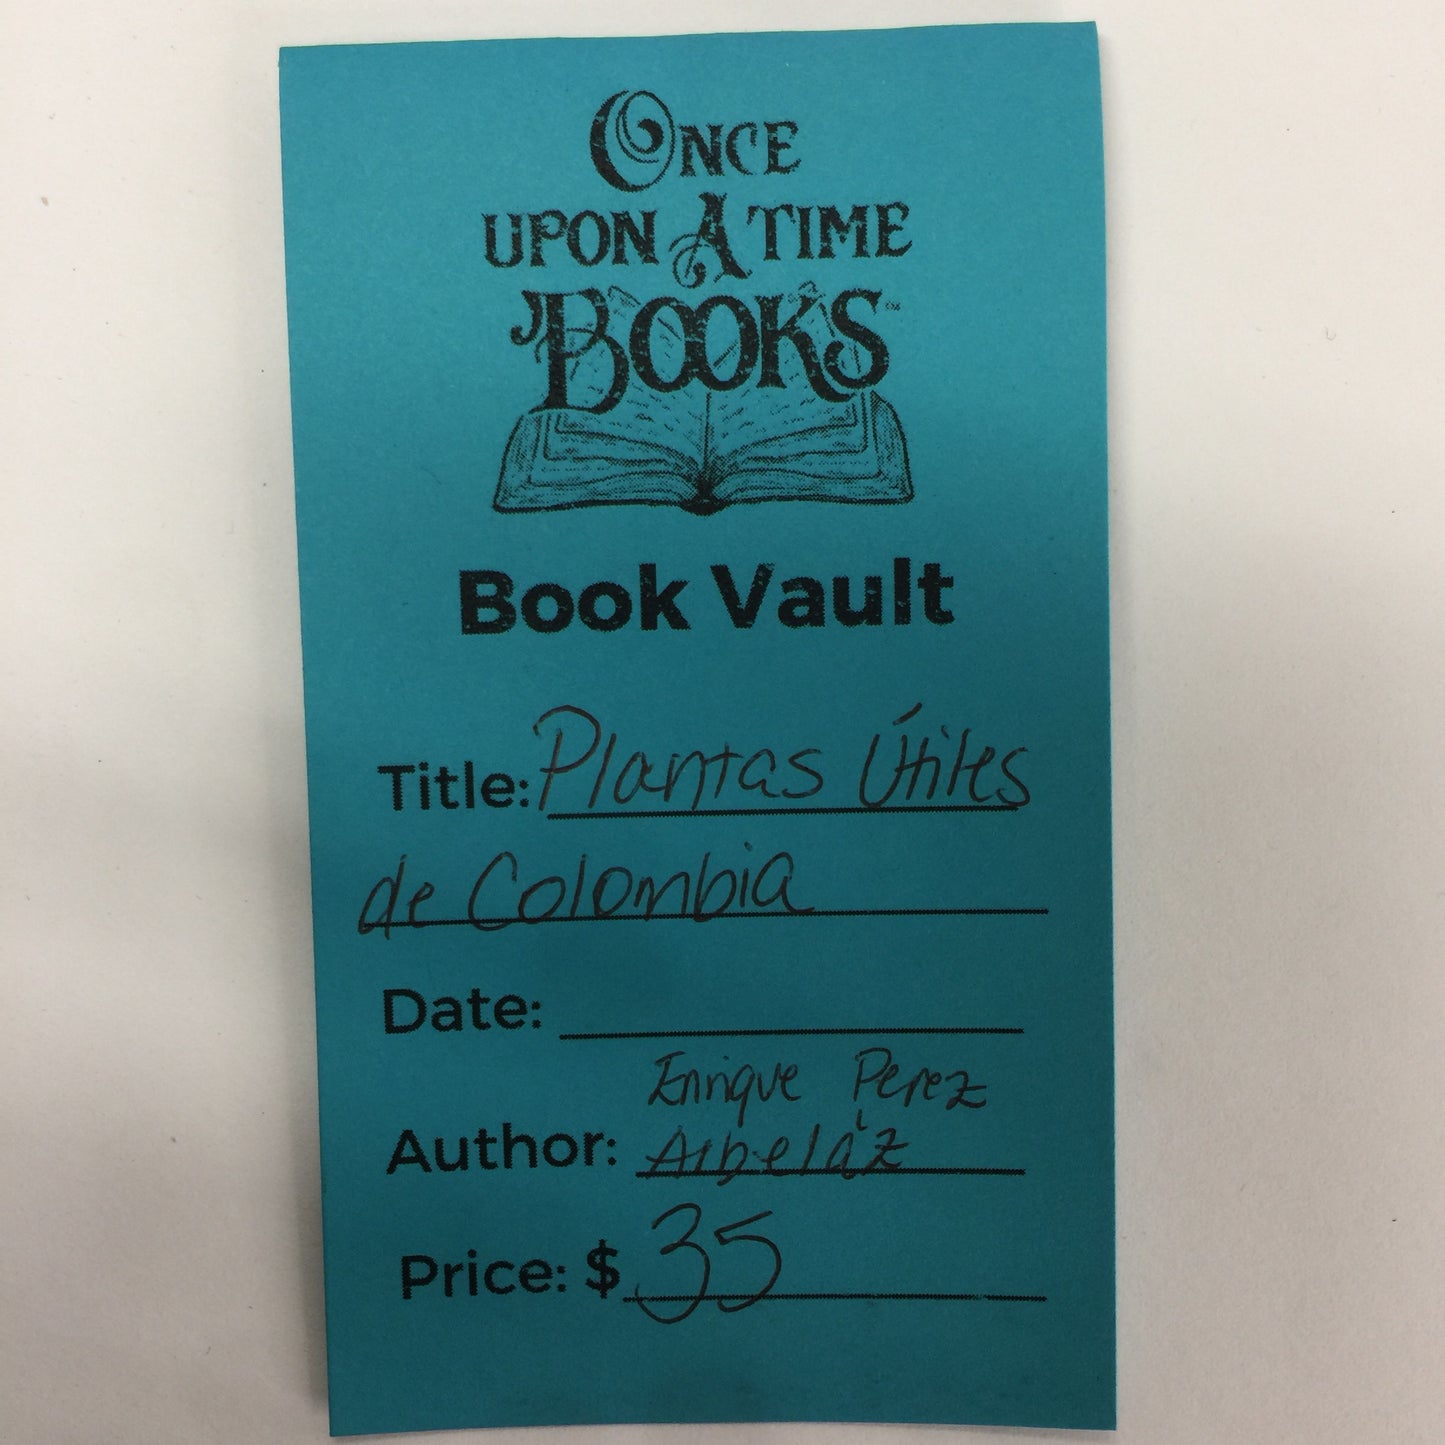 ONCE
UPON A TIME
BOOKS
Book Vault
Title: Plantas Útiles
de Colombia
Date:
Enrique Perez
Author: Arbeláz
Price: $35